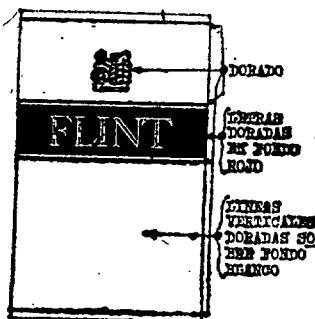 DORADO
FLINT
LETRAS
DORADAS
EN FONDO
ROJO
LINEAS
VERTICALES
DORADAS SO
BRE FONDO
BLANCO